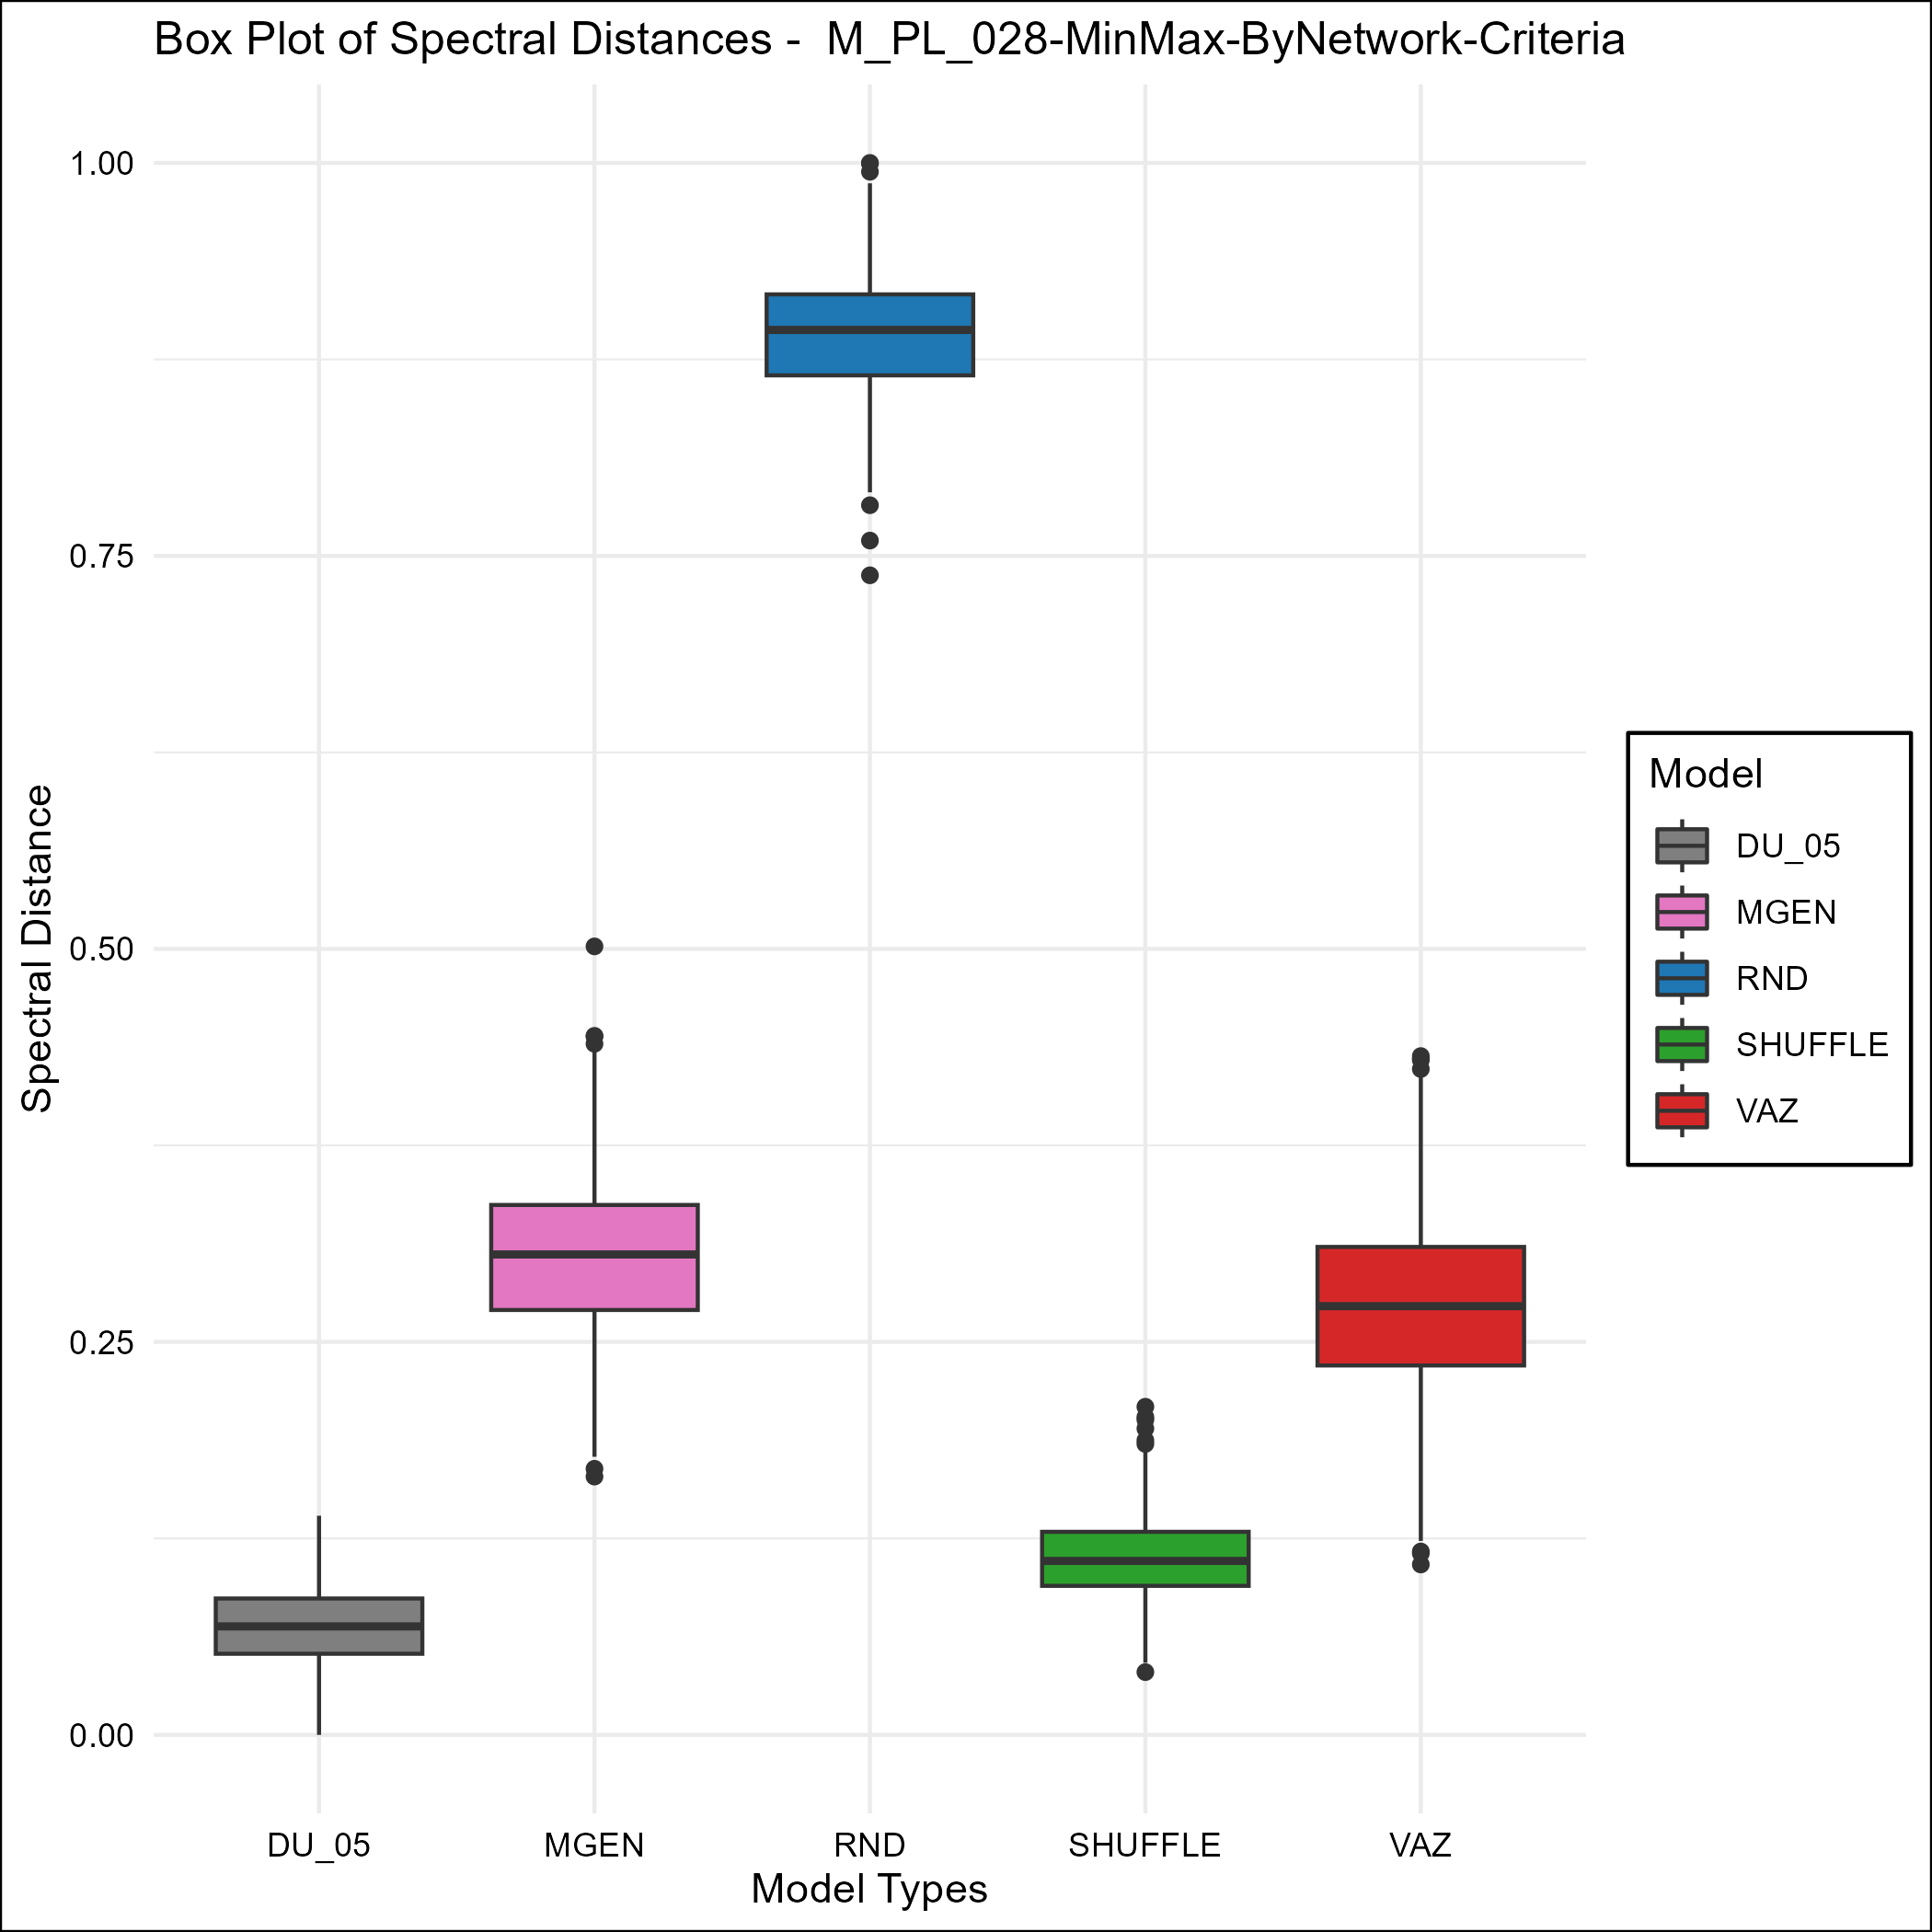 Box Plot of Spectral Distances -  M_PL_028-MinMax-ByNetwork-Criteria
1.00
0.75
0.50
0.25
0.00
Spectral Distance
DU_05
MGEN
RND
SHUFFLE
VAZ
Model Types
Model
DU_05
MGEN
RND
SHUFFLE
VAZ